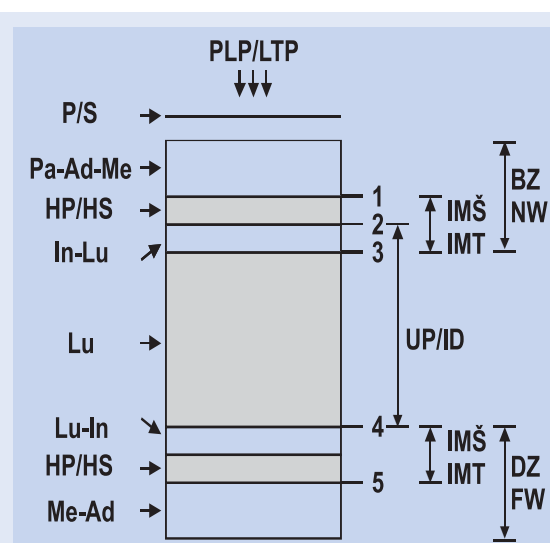 PLP/LTP
P/S
Pa-Ad-Me
HP/HS
In-Lu
Lu
Lu-In
HP/HS
Me-Ad
1
2
3
4
5
IMŠ
IMT
BZ
NW
UP/ID
IMŠ
IMT
DZ
FW